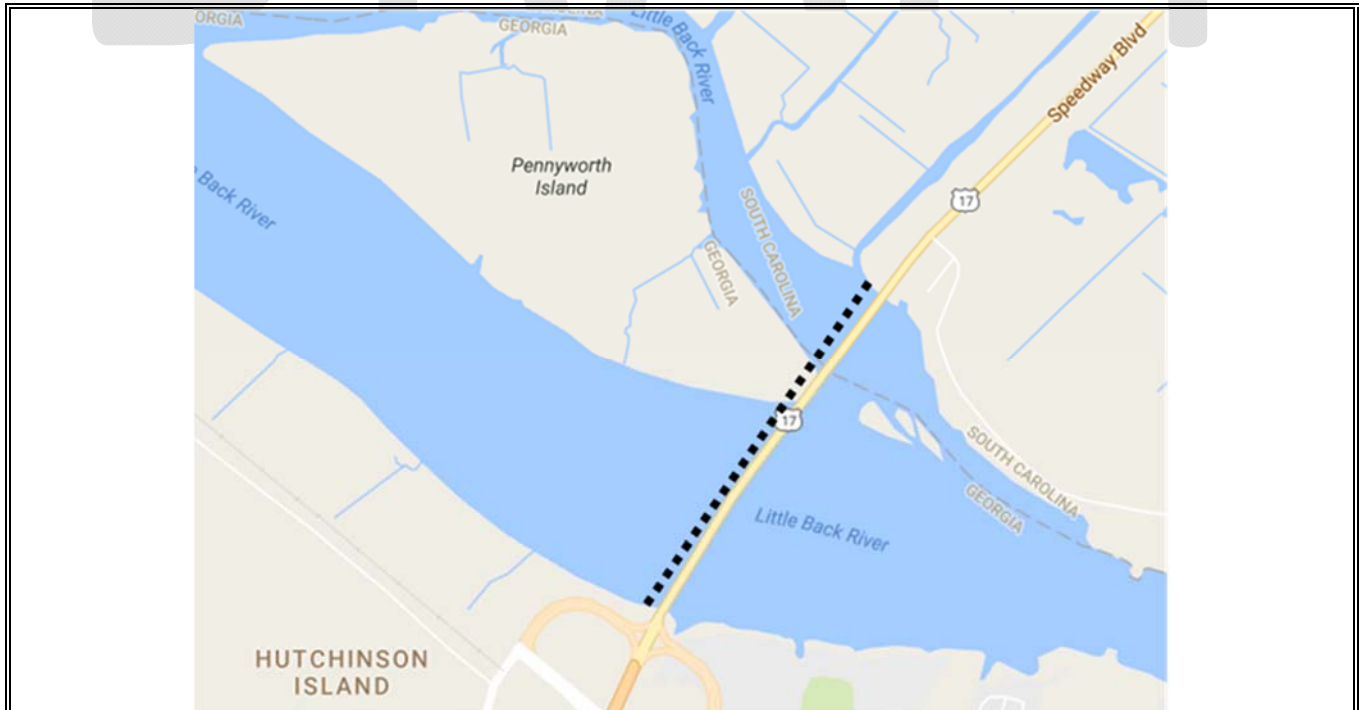 ORGIA
GEORGIA
Little Back River
Speedway Blvd
Pennyworth
Island
17
Back River
SOUTH CAROLINA
GEORGIA
17
Little Back River
SOUTH CAROLINA
GEORGIA
HUTCHINSON
ISLAND